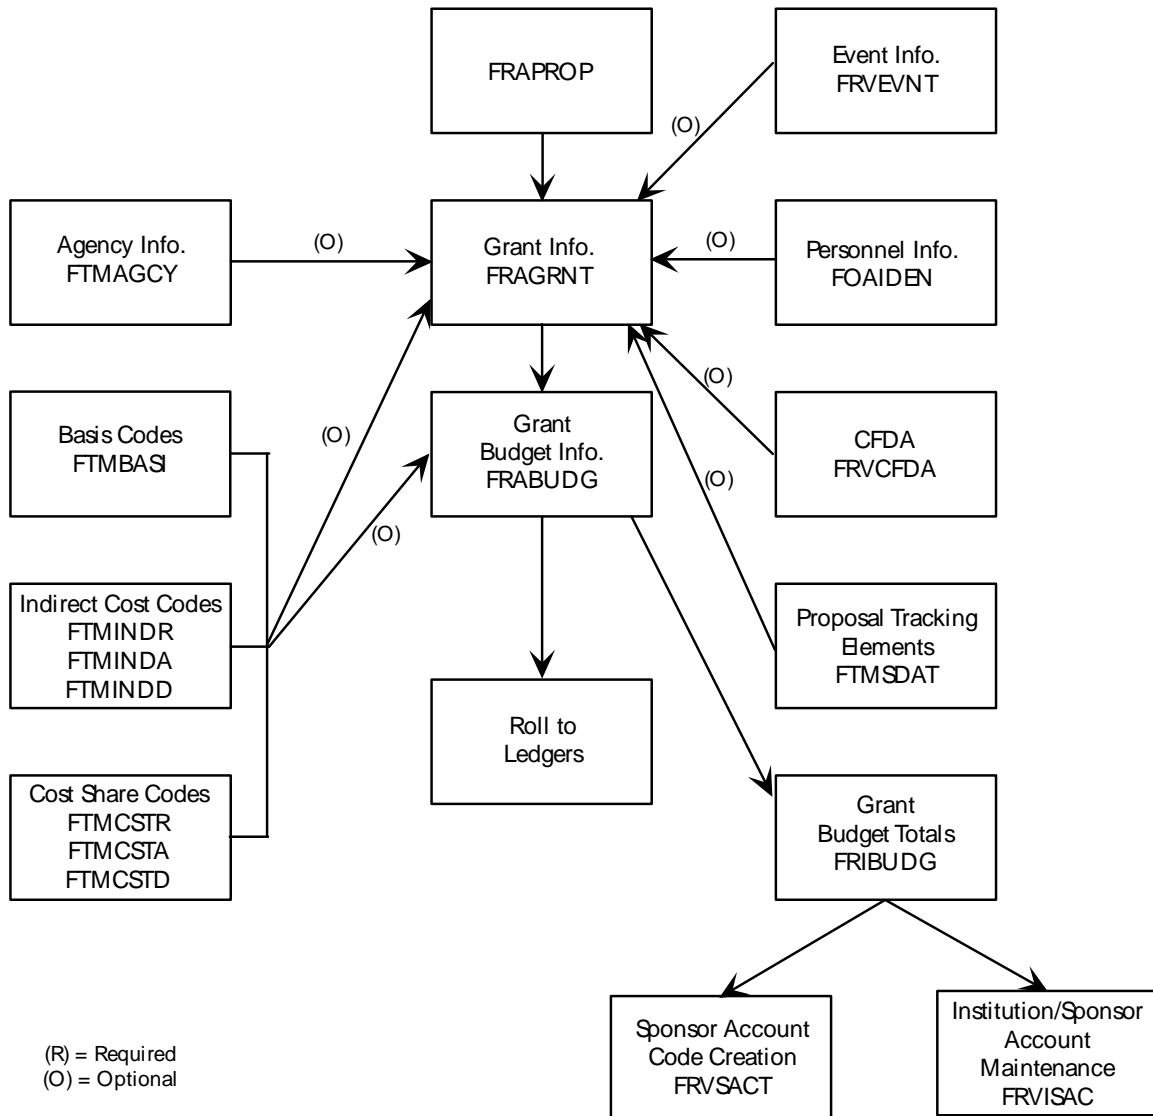 FRAPROP
Event Info.
FRVEVNT
(O)
Agency Info.
FTMAGCY
(O)
Grant Info.
FRAGRNT
(O)
Personnel Info.
FOAIDEN
Basis Codes
FTMBASI
(O)
Grant
Budget Info.
FRABUDG
(O)
CFDA
FRVCFDA
(O)
(O)
Indirect Cost Codes
FTMINDR
FTMINDA
FTMINDD
Roll to
Ledgers
Proposal Tracking
Elements
FTMSDAT
Cost Share Codes
FTMCSTR
FTMCSTA
FTMCSTD
Grant
Budget Totals
FRIBUDG
Sponsor Account
Code Creation
FRVSACT
Institution/Sponsor
Account
Maintenance
FRVISAC
(R) = Required
(O) = Optional